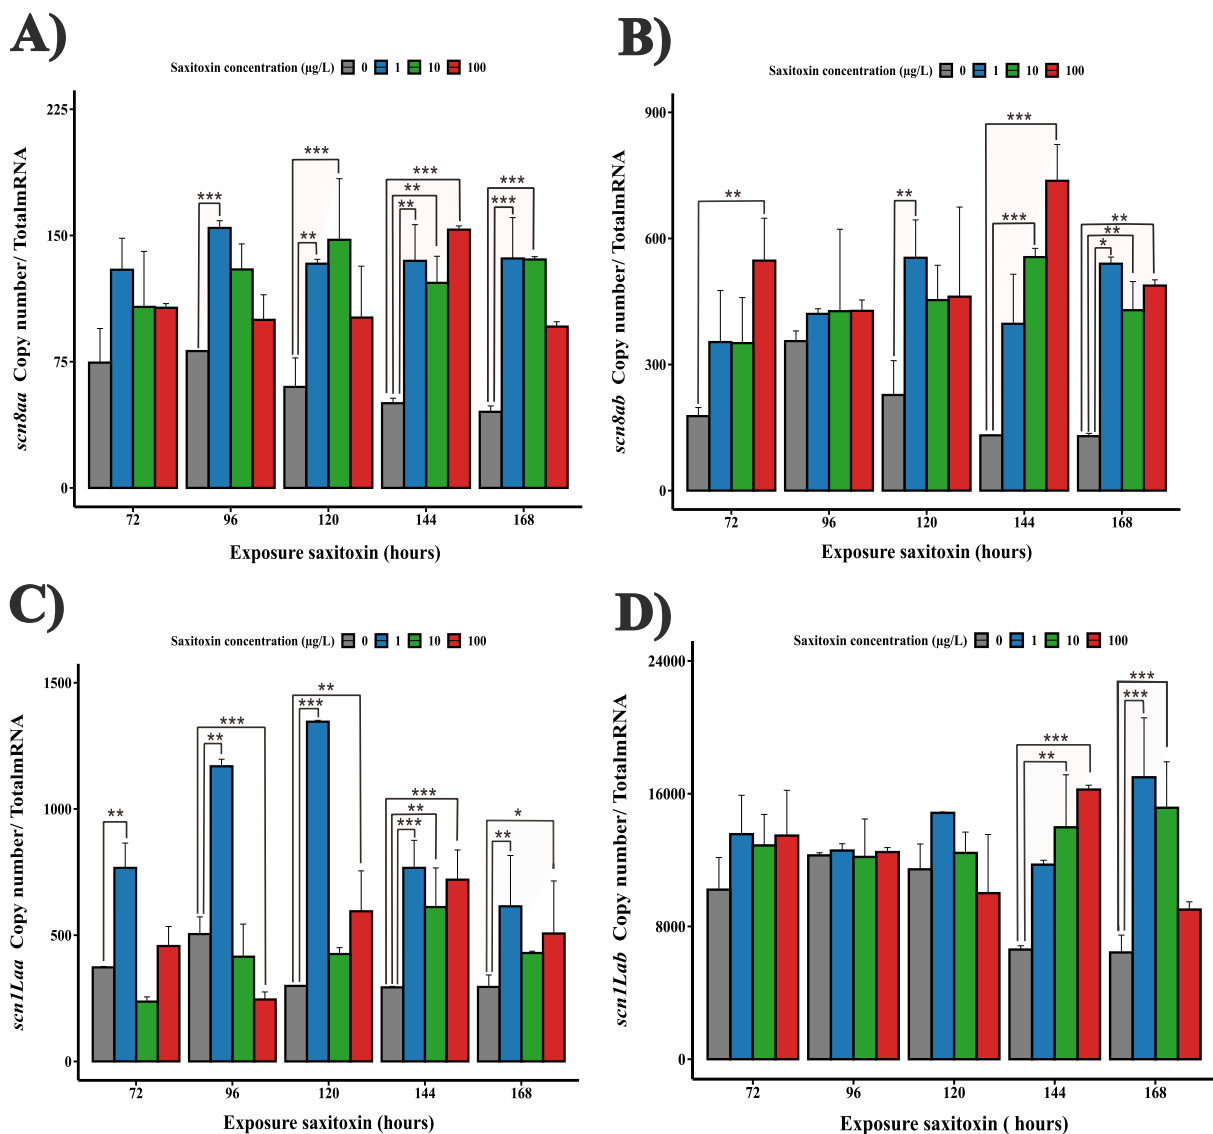 A)
Saxitoxin concentration (µg/L) 0 1 10 100
scn8aa Copy number/ TotalmRNA
225
150
75
0
***
**
***
**
**
***
***
***
72 96 120 144 168
Exposure saxitoxin (hours)
B)
Saxitoxin concentration (µg/L) 0 1 10 100
scn8ab Copy number/ TotalmRNA
900
600
300
0
**
**
***
***
*
**
**
72 96 120 144 168
Exposure saxitoxin (hours)
C)
Saxitoxin concentration (µg/L) 0 1 10 100
scn1Laa Copy number/ TotalmRNA
1500
1000
500
0
**
**
***
***
**
***
**
***
**
*
72 96 120 144 168
Exposure saxitoxin (hours)
D)
Saxitoxin concentration (µg/L) 0 1 10 100
scn1Lab Copy number/ TotalmRNA
24000
16000
8000
0
**
***
***
***
72 96 120 144 168
Exposure saxitoxin ( hours)